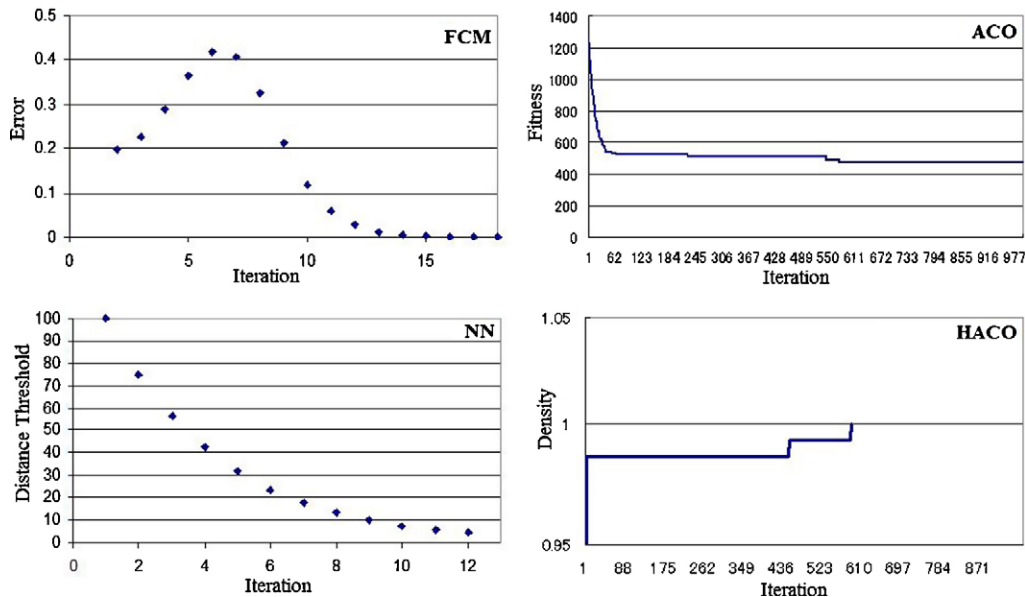 FCM
Error
0.5
0.4
0.3
0.2
0.1
0
0 5 10 15
Iteration
ACO
Fitness
1400
1200
1000
800
600
400
200
0
1 62 123 184 245 306 367 428 489 550 611 672 733 794 855 916 977
Iteration
NN
Distance Threshold
100
90
80
70
60
50
40
30
20
10
0
0 2 4 6 8 10 12
Iteration
HACO
Density
1.05
1
0.95
1 88 175 262 349 436 523 610 697 784 871
Iteration